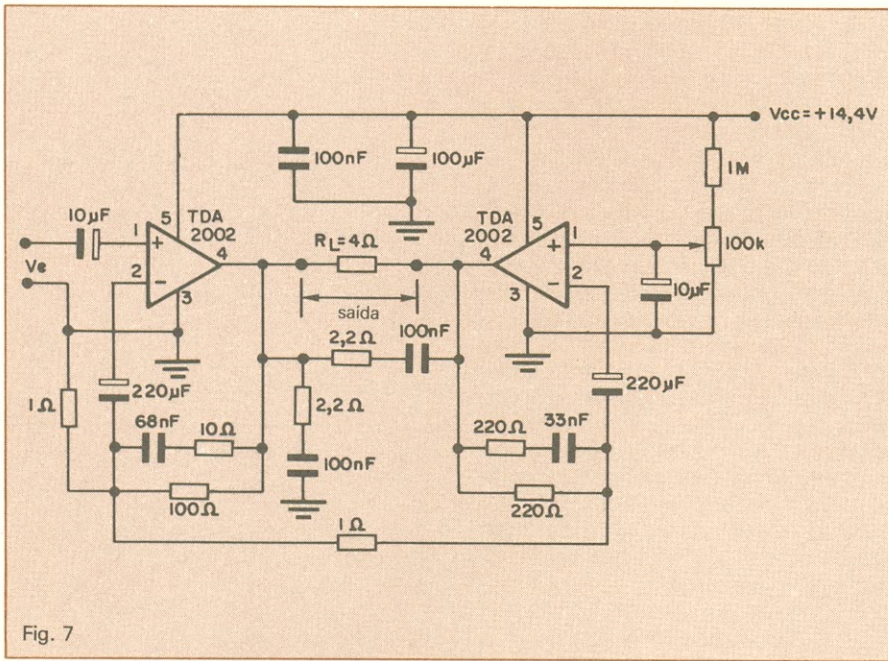 Vcc=+14,4V
100nF
100µF
1M
5
TDA
2002
TDA
2002
5
10µF
1
+
4
RL=4Ω
4
+
1
100k
Ve
2
-
3
saída
3
-
2
10µF
100nF
2,2Ω
220µF
220µF
1Ω
68nF
10Ω
2,2Ω
220Ω
33nF
100nF
100Ω
220Ω
1Ω
Fig. 7